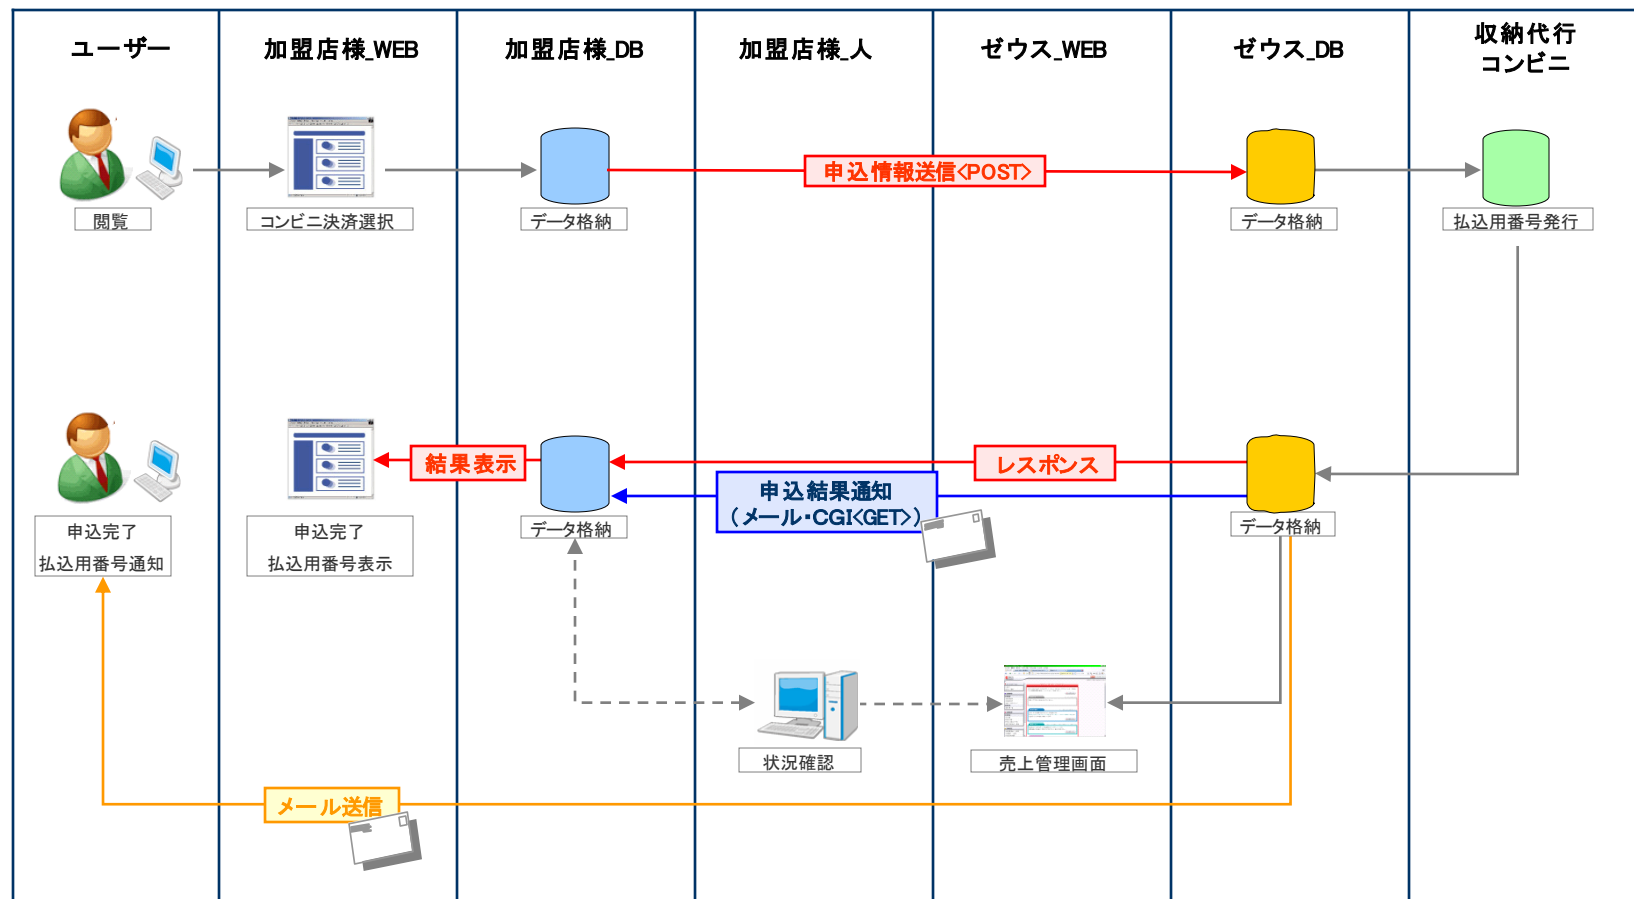 ユーザー
加盟店様_WEB
加盟店様_DB
加盟店様_人
ゼウス_WEB
ゼウス_DB
収納代行
コンビニ
申込情報送信<POST>
閲覧
コンビニ決済選択
データ格納
データ格納
払込用番号発行
結果表示
レスポンス
申込結果通知
(メール・CGI<GET>)
申込完了
払込用番号通知
申込完了
払込用番号表示
データ格納
データ格納
状況確認
売上管理画面
メール送信